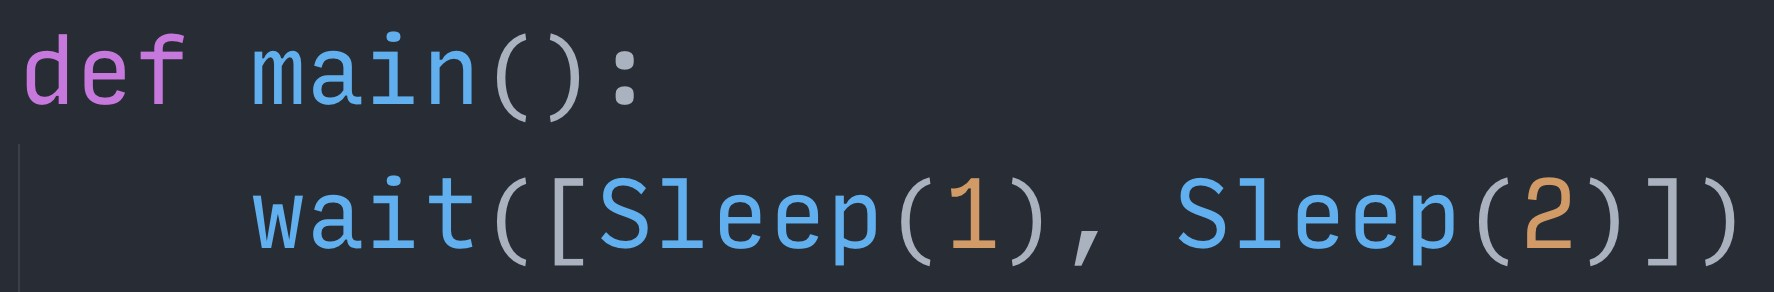 def main():
    wait([Sleep(1), Sleep(2)])